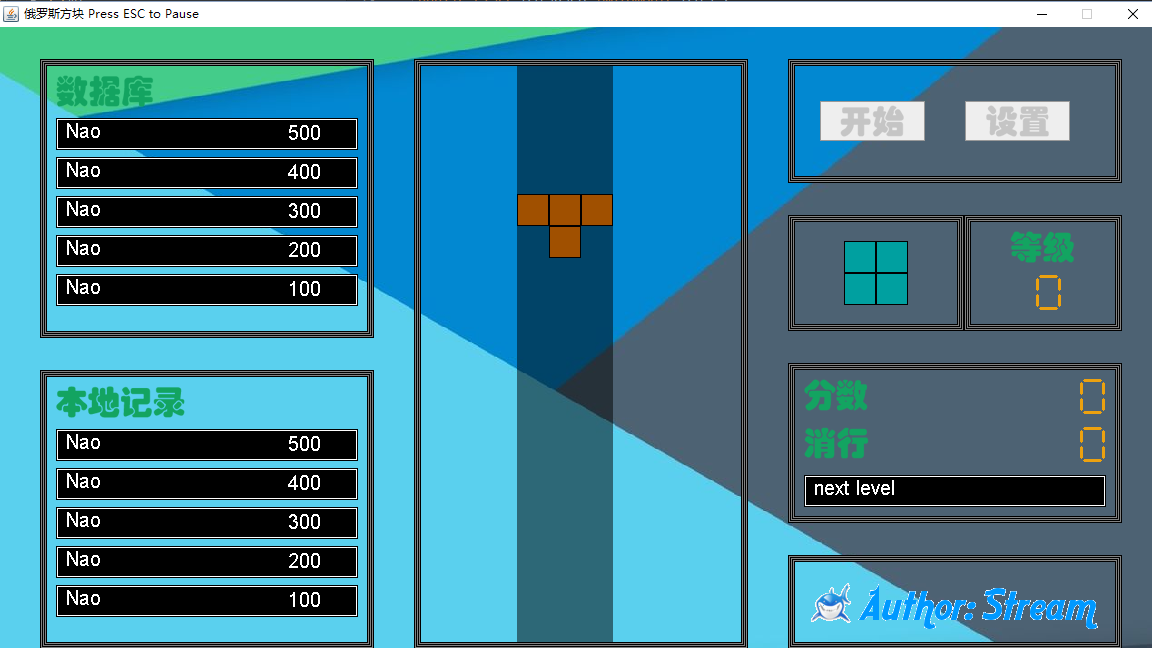 俄罗斯方块 Press ESC to Pause
数据库
Nao 500
Nao 400
Nao 300
Nao 200
Nao 100
本地记录
Nao 500
Nao 400
Nao 300
Nao 200
Nao 100
开始 设置
等级
0
分数 0
消行 0
next level
Author: Stream